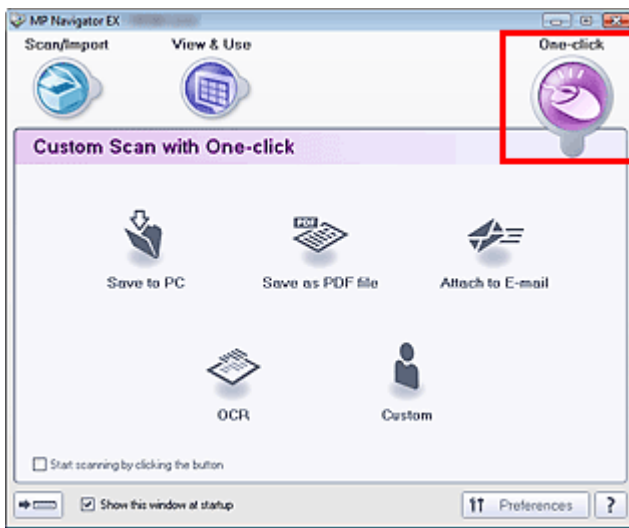 MP Navigator EX
Scan/Import View & Use One-click
Custom Scan with One-click
Save to PC Save as PDF file Attach to E-mail
PDF
OCR Custom
Start scanning by clicking the button
Show this window at startup Preferences ?